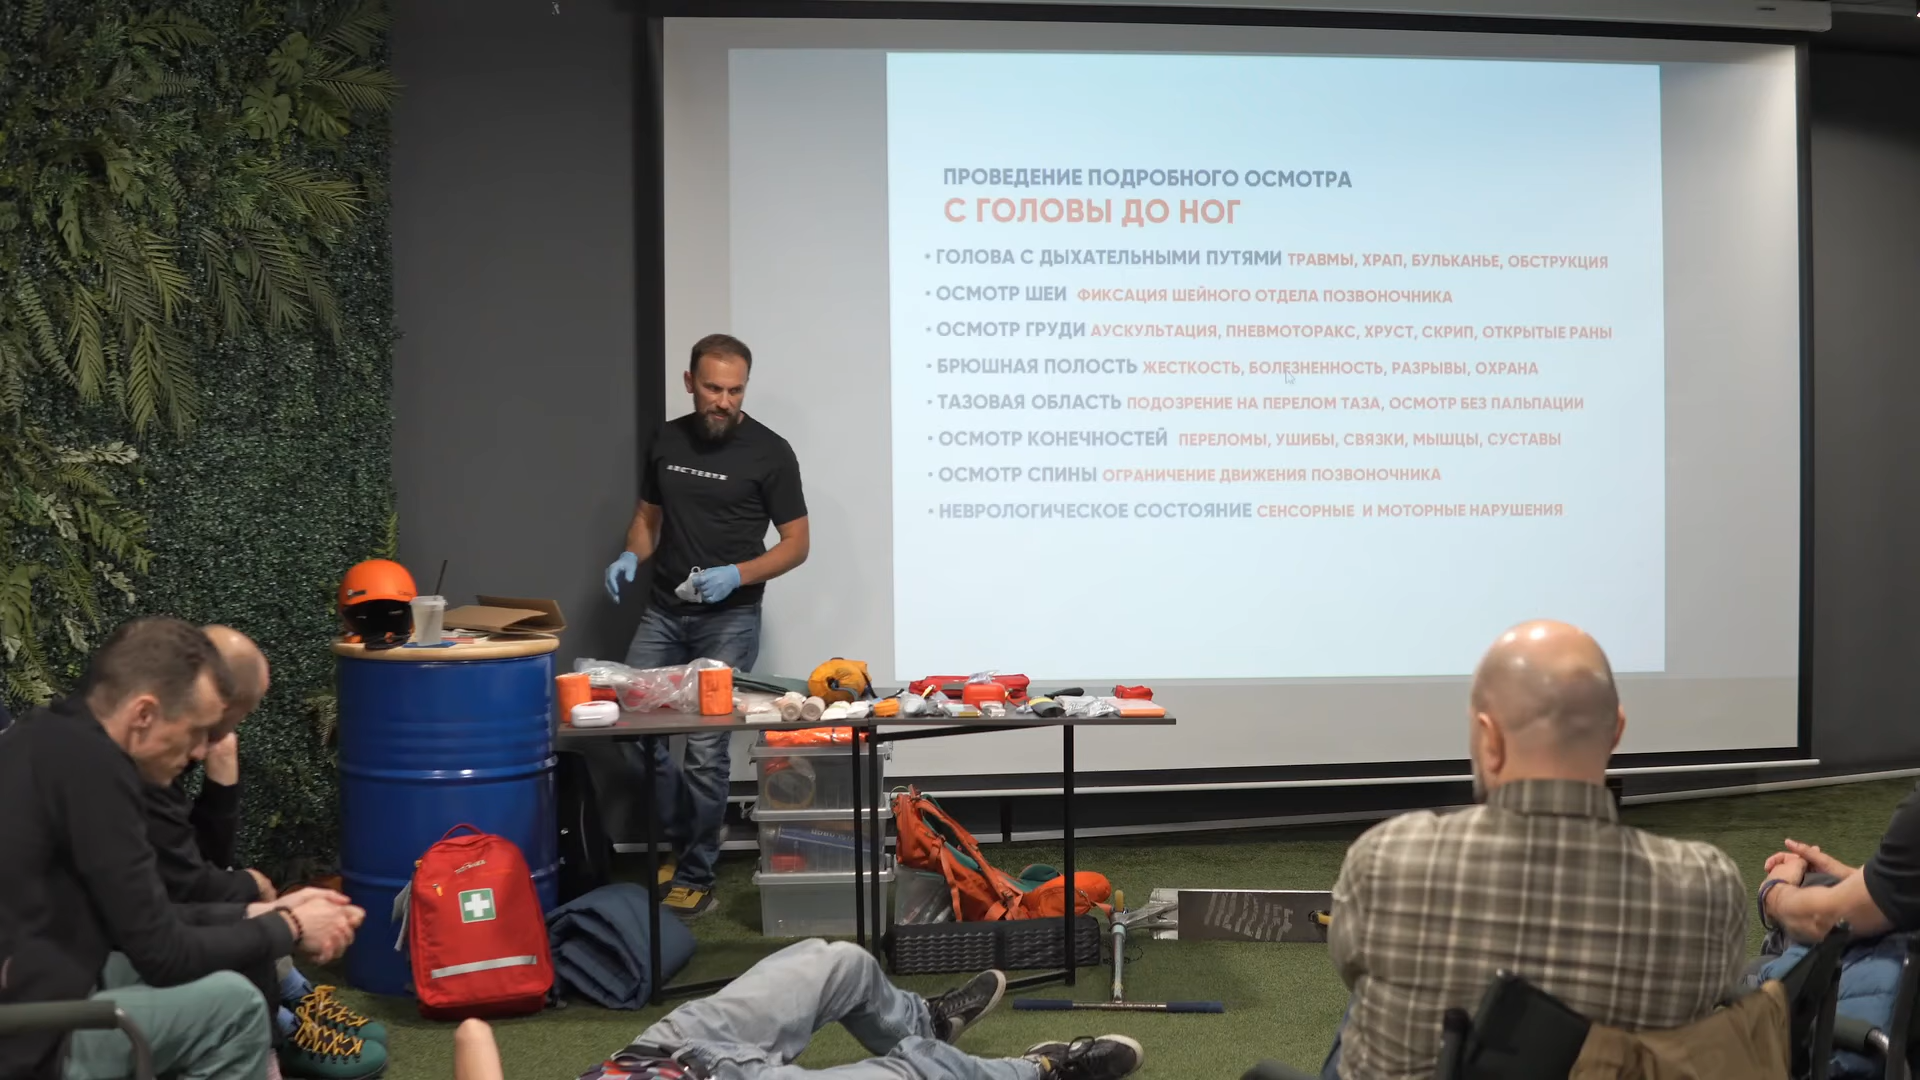 ПРОВЕДЕНИЕ ПОДРОБНОГО ОСМОТРА
С ГОЛОВЫ ДО НОГ
• ГОЛОВА С ДЫХАТЕЛЬНЫМИ ПУТЯМИ ТРАВМЫ, ХРАП, БУЛЬКАНЬЕ, ОБСТРУКЦИЯ
• ОСМОТР ШЕИ ФИКСАЦИЯ ШЕЙНОГО ОТДЕЛА ПОЗВОНОЧНИКА
• ОСМОТР ГРУДИ АУСКУЛЬТАЦИЯ, ПНЕВМОТОРАКС, ХРУСТ, СКРИП, ОТКРЫТЫЕ РАНЫ
• БРЮШНАЯ ПОЛОСТЬ ЖЕСТКОСТЬ, БОЛЕЗНЕННОСТЬ, РАЗРЫВЫ, ОХРАНА
• ТАЗОВАЯ ОБЛАСТЬ ПОДОЗРЕНИЕ НА ПЕРЕЛОМ ТАЗА, ОСМОТР БЕЗ ПАЛЬПАЦИИ
• ОСМОТР КОНЕЧНОСТЕЙ ПЕРЕЛОМЫ, УШИБЫ, СВЯЗКИ, МЫШЦЫ, СУСТАВЫ
• ОСМОТР СПИНЫ ОГРАНИЧЕНИЕ ДВИЖЕНИЯ ПОЗВОНОЧНИКА
• НЕВРОЛОГИЧЕСКОЕ СОСТОЯНИЕ СЕНСОРНЫЕ И МОТОРНЫЕ НАРУШЕНИЯ
ARC'TERYX